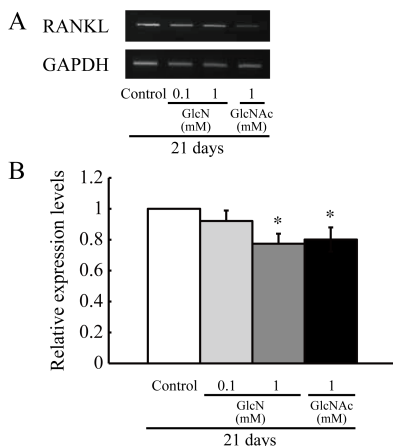 A
RANKL
GAPDH
Control 0.1 1 1
GlcN GlcNAc
(mM) (mM)
21 days
B
Relative expression levels
1.2
1
0.8
0.6
0.4
0.2
0
* *
Control 0.1 1 1
GlcN GlcNAc
(mM) (mM)
21 days